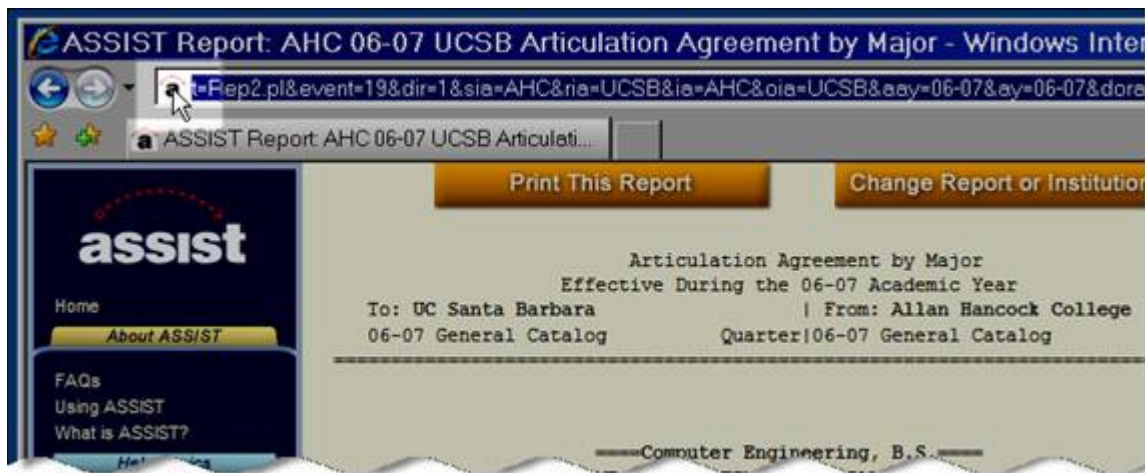 ASSIST Report: AHC 06-07 UCSB Articulation Agreement by Major - Windows Inter
a t=Rep2.pl&event=19&dir=1&sia=AHC&ria=UCSB&ia=AHC&oia=UCSB&aay=06-07&ay=06-07&dora
a ASSIST Report: AHC 06-07 UCSB Articulati...
Print This Report
Change Report or Institution
assist
Home
About ASSIST
FAQs
Using ASSIST
What is ASSIST?
Articulation Agreement by Major
Effective During the 06-07 Academic Year
To: UC Santa Barbara | From: Allan Hancock College
06-07 General Catalog Quarter|06-07 General Catalog
====Computer Engineering, B.S.====